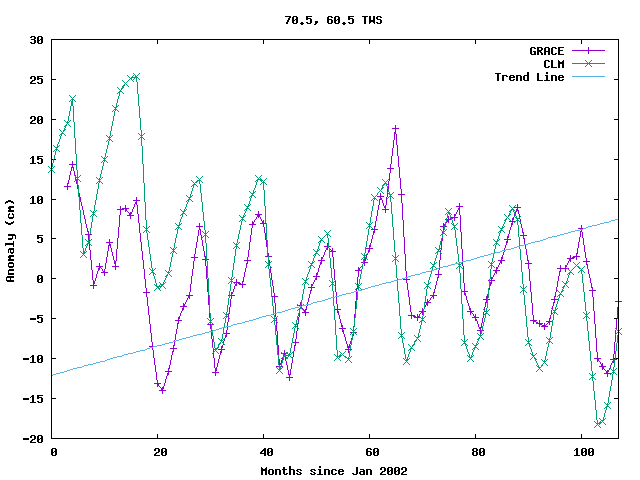 70.5, 60.5 TWS
GRACE
CLM
Trend Line
30
25
20
15
10
5
0
-5
-10
-15
-20
Anomaly (cm)
0 20 40 60 80 100
Months since Jan 2002